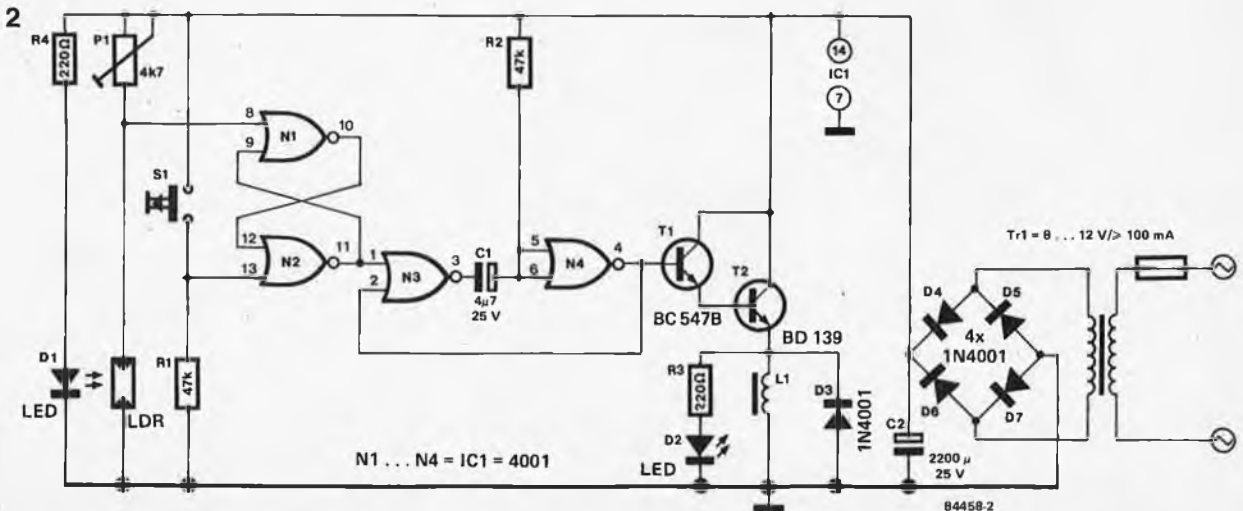 2
R4
220Ω
P1
4k7
S1
R1
47k
D1
LED
LDR
8
9
N1
10
12
13
N2
11
1
2
N3
3
C1
4µ7
25 V
R2
47k
5
6
N4
4
T1
BC 547B
T2
BD 139
14
IC1
7
R3
220Ω
D2
LED
L1
D3
1N4001
D4
D5
4x
1N4001
D6
D7
C2
2200 µ
25 V
Tr1 = 8 ... 12 V/> 100 mA
N1 ... N4 = IC1 = 4001
84458-2